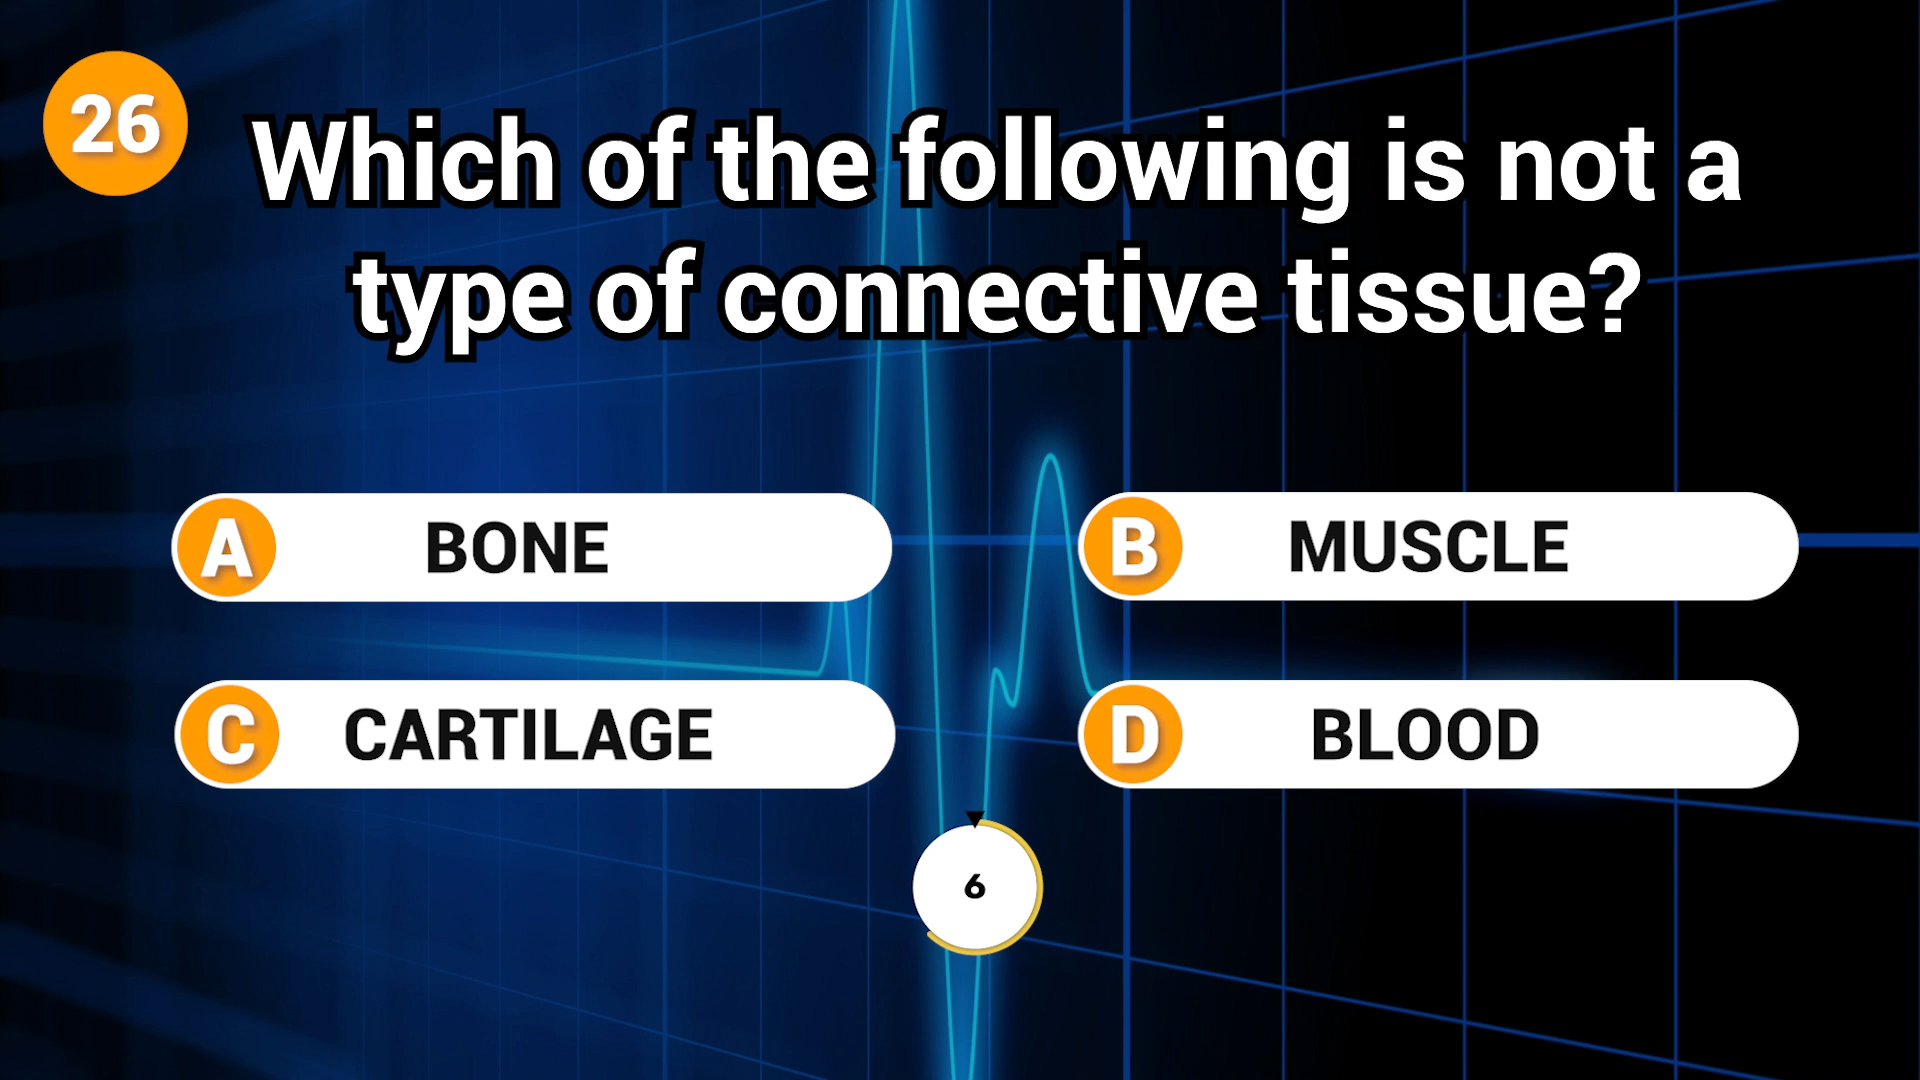 26
Which of the following is not a
type of connective tissue?
A BONE
B MUSCLE
C CARTILAGE
D BLOOD
6